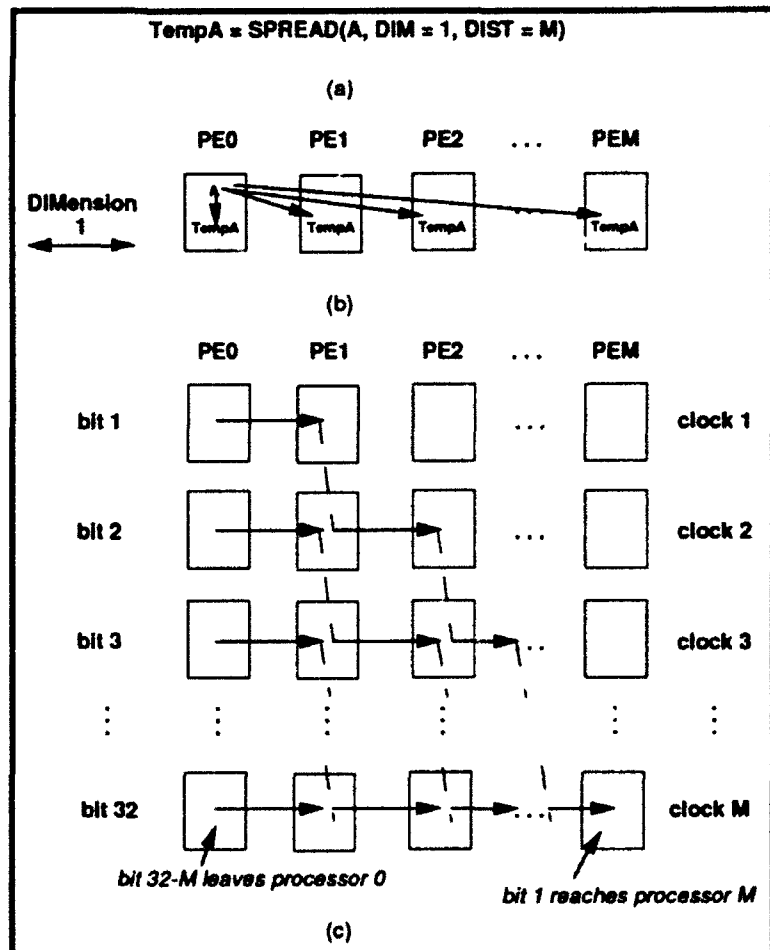 TempA = SPREAD(A, DIM = 1, DIST = M)
(a)
PE0 PE1 PE2 ... PEM
DIMension
1
A
TempA TempA TempA ... TempA
(b)
PE0 PE1 PE2 ... PEM
bit 1 ... clock 1
bit 2 ... clock 2
bit 3 ... clock 3
bit 32 ... clock M
bit 32-M leaves processor 0
bit 1 reaches processor M
(c)